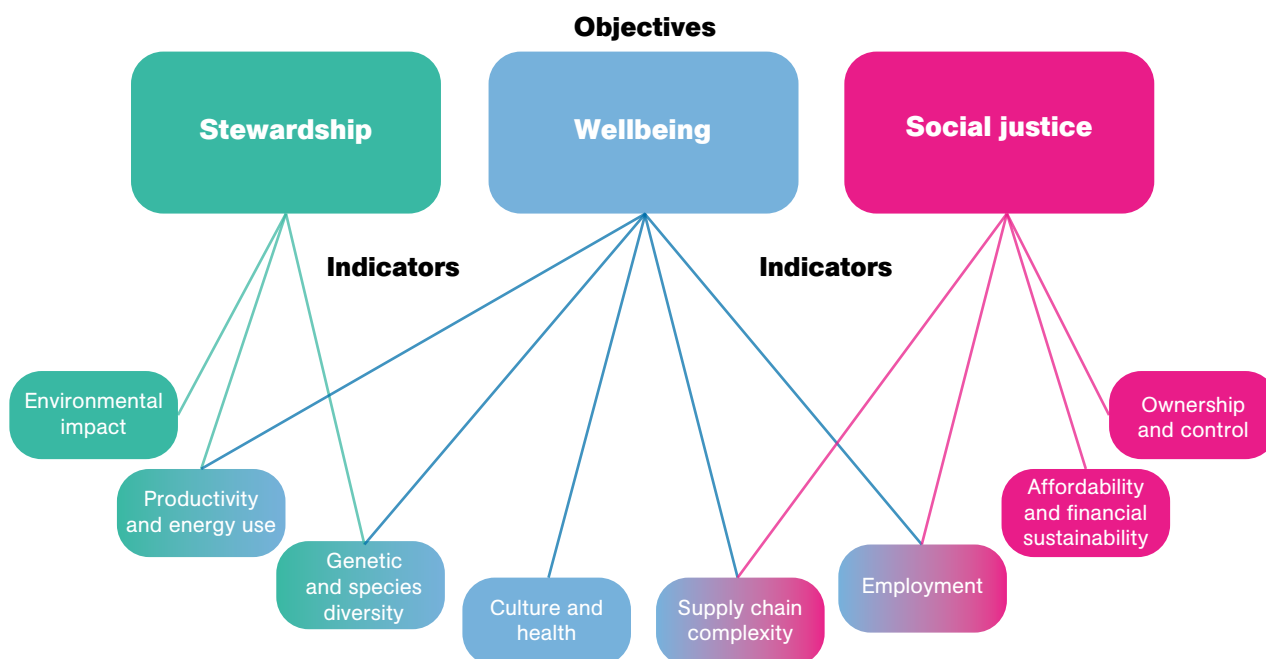 Objectives
Stewardship
Wellbeing
Social justice
Indicators
Indicators
Environmental
impact
Productivity
and energy use
Genetic
and species
diversity
Culture and
health
Supply chain
complexity
Employment
Affordability
and financial
sustainability
Ownership
and control